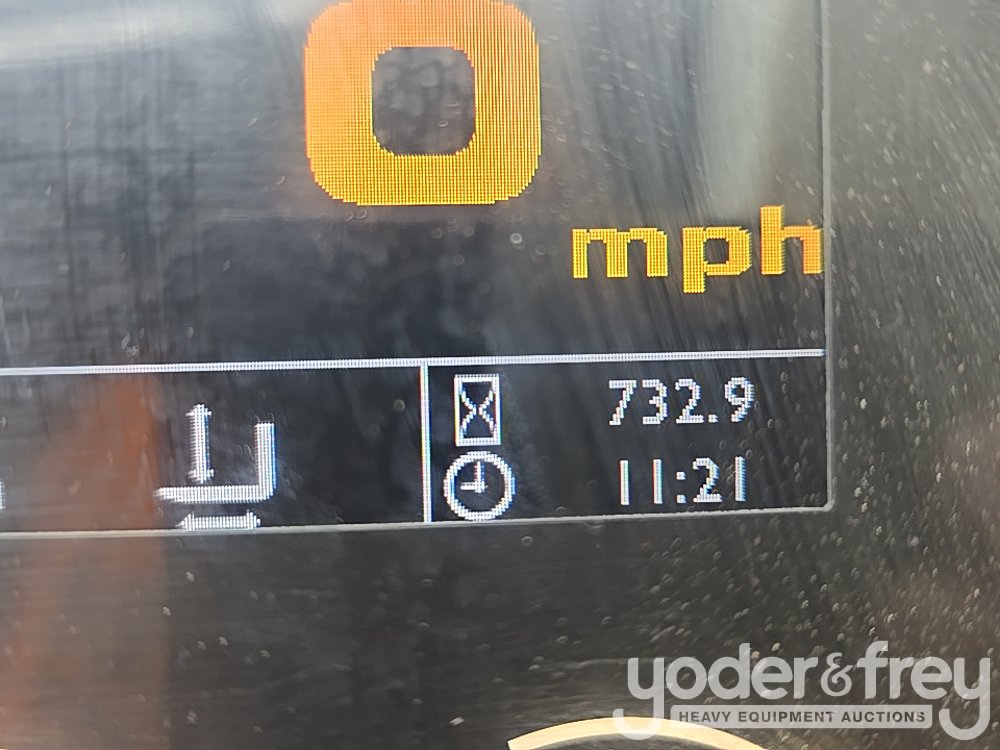 0
mph
732.9
11:21
yoder&frey
HEAVY EQUIPMENT AUCTIONS